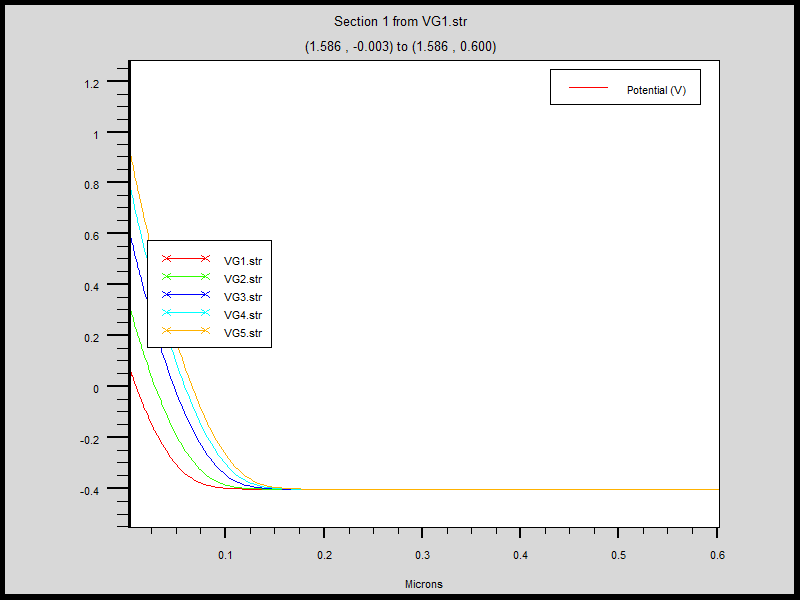 Section 1 from VG1.str
(1.586 , -0.003) to (1.586 , 0.600)
Potential (V)
1.2
1
0.8
0.6
0.4
0.2
0
-0.2
-0.4
VG1.str
VG2.str
VG3.str
VG4.str
VG5.str
0.1 0.2 0.3 0.4 0.5 0.6
Microns